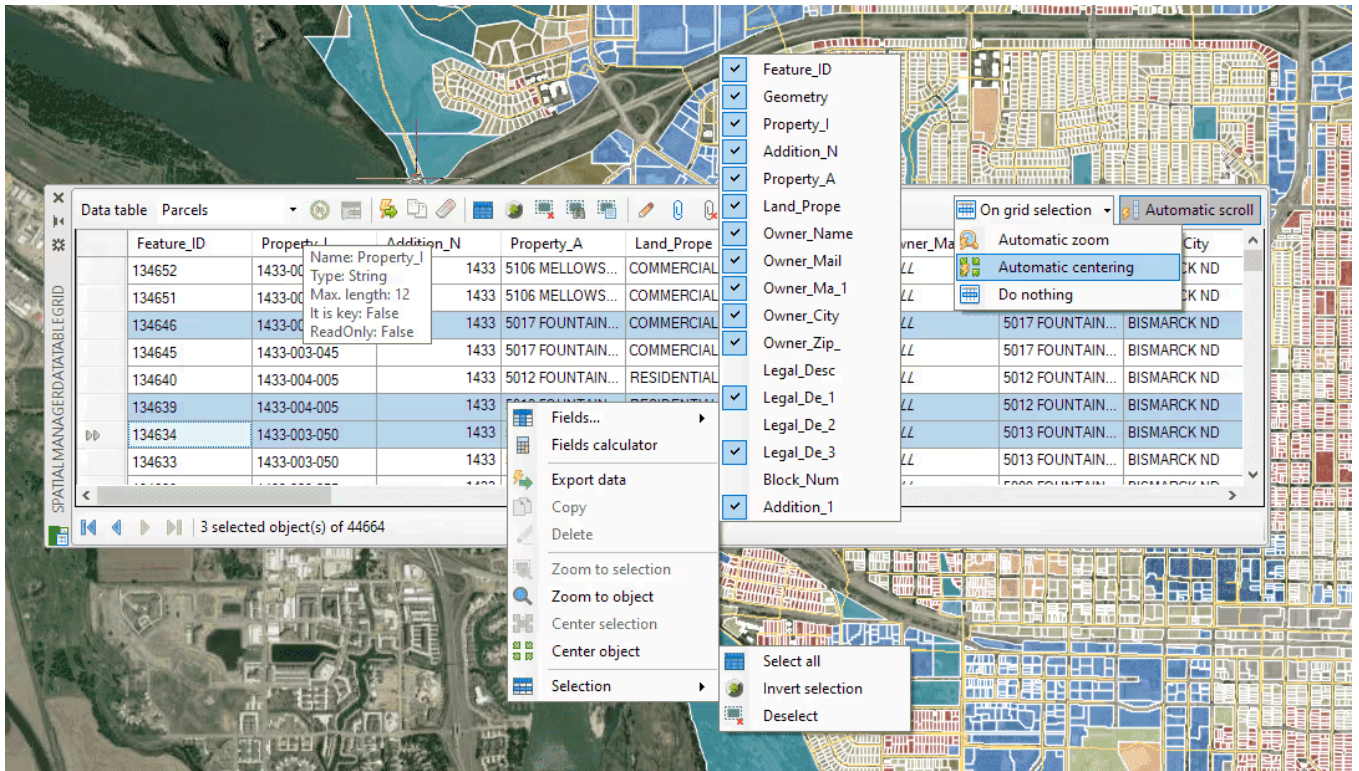 Data table Parcels
On grid selection
Automatic scroll
Automatic zoom
Automatic centering
Do nothing
SPATIALMANAGERDATATABLEGRID
Feature_ID Property_I Addition_N Property_A Land_Prope City
134652 1433 5106 MELLOWS... COMMERCIAL
134651 1433 5106 MELLOWS... COMMERCIAL
134646 1433 5017 FOUNTAIN... COMMERCIAL 5017 FOUNTAIN... BISMARCK ND
134645 1433-003-045 1433 5017 FOUNTAIN... COMMERCIAL 5017 FOUNTAIN... BISMARCK ND
134640 1433-004-005 1433 5012 FOUNTAIN... RESIDENTIAL 5012 FOUNTAIN... BISMARCK ND
134639 1433-004-005 1433 5012 FOUNTAIN... BISMARCK ND
134634 1433-003-050 1433 5013 FOUNTAIN... BISMARCK ND
134633 1433-003-050 1433 5013 FOUNTAIN... BISMARCK ND
3 selected object(s) of 44664
Name: Property_I
Type: String
Max. length: 12
It is key: False
ReadOnly: False
Fields...
Fields calculator
Export data
Copy
Delete
Zoom to selection
Zoom to object
Center selection
Center object
Selection
Feature_ID
Geometry
Property_I
Addition_N
Property_A
Land_Prope
Owner_Name
Owner_Mail
Owner_Ma_1
Owner_City
Owner_Zip_
Legal_Desc
Legal_De_1
Legal_De_2
Legal_De_3
Block_Num
Addition_1
Select all
Invert selection
Deselect